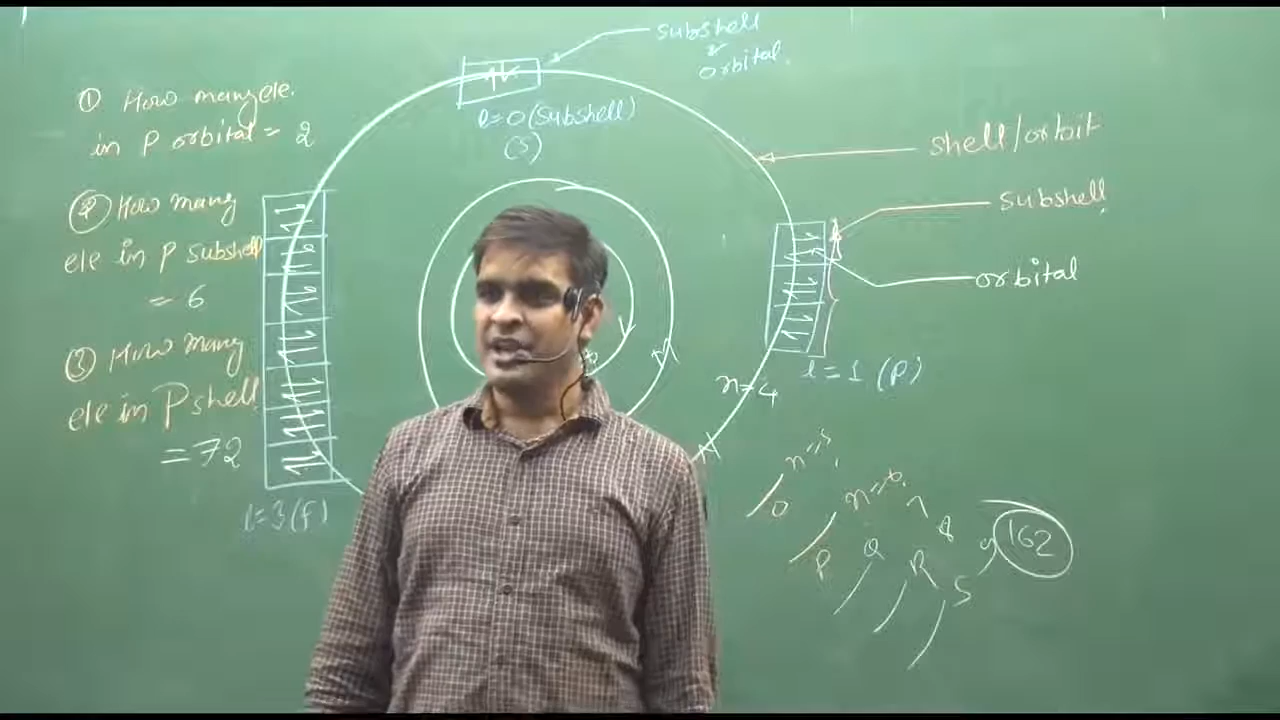 ① How many ele.
in P orbital = 2
② How many
ele in P subshell
= 6
③ How many
ele in P shell
= 72
subshell
orbital.
l=0 (subshell)
(S)
shell/orbit
subshell
orbital
l=1 (P)
n=4
M
N
l=3 (f)
n=5
O
n=6
P
7
Q
8
R
9
S
162